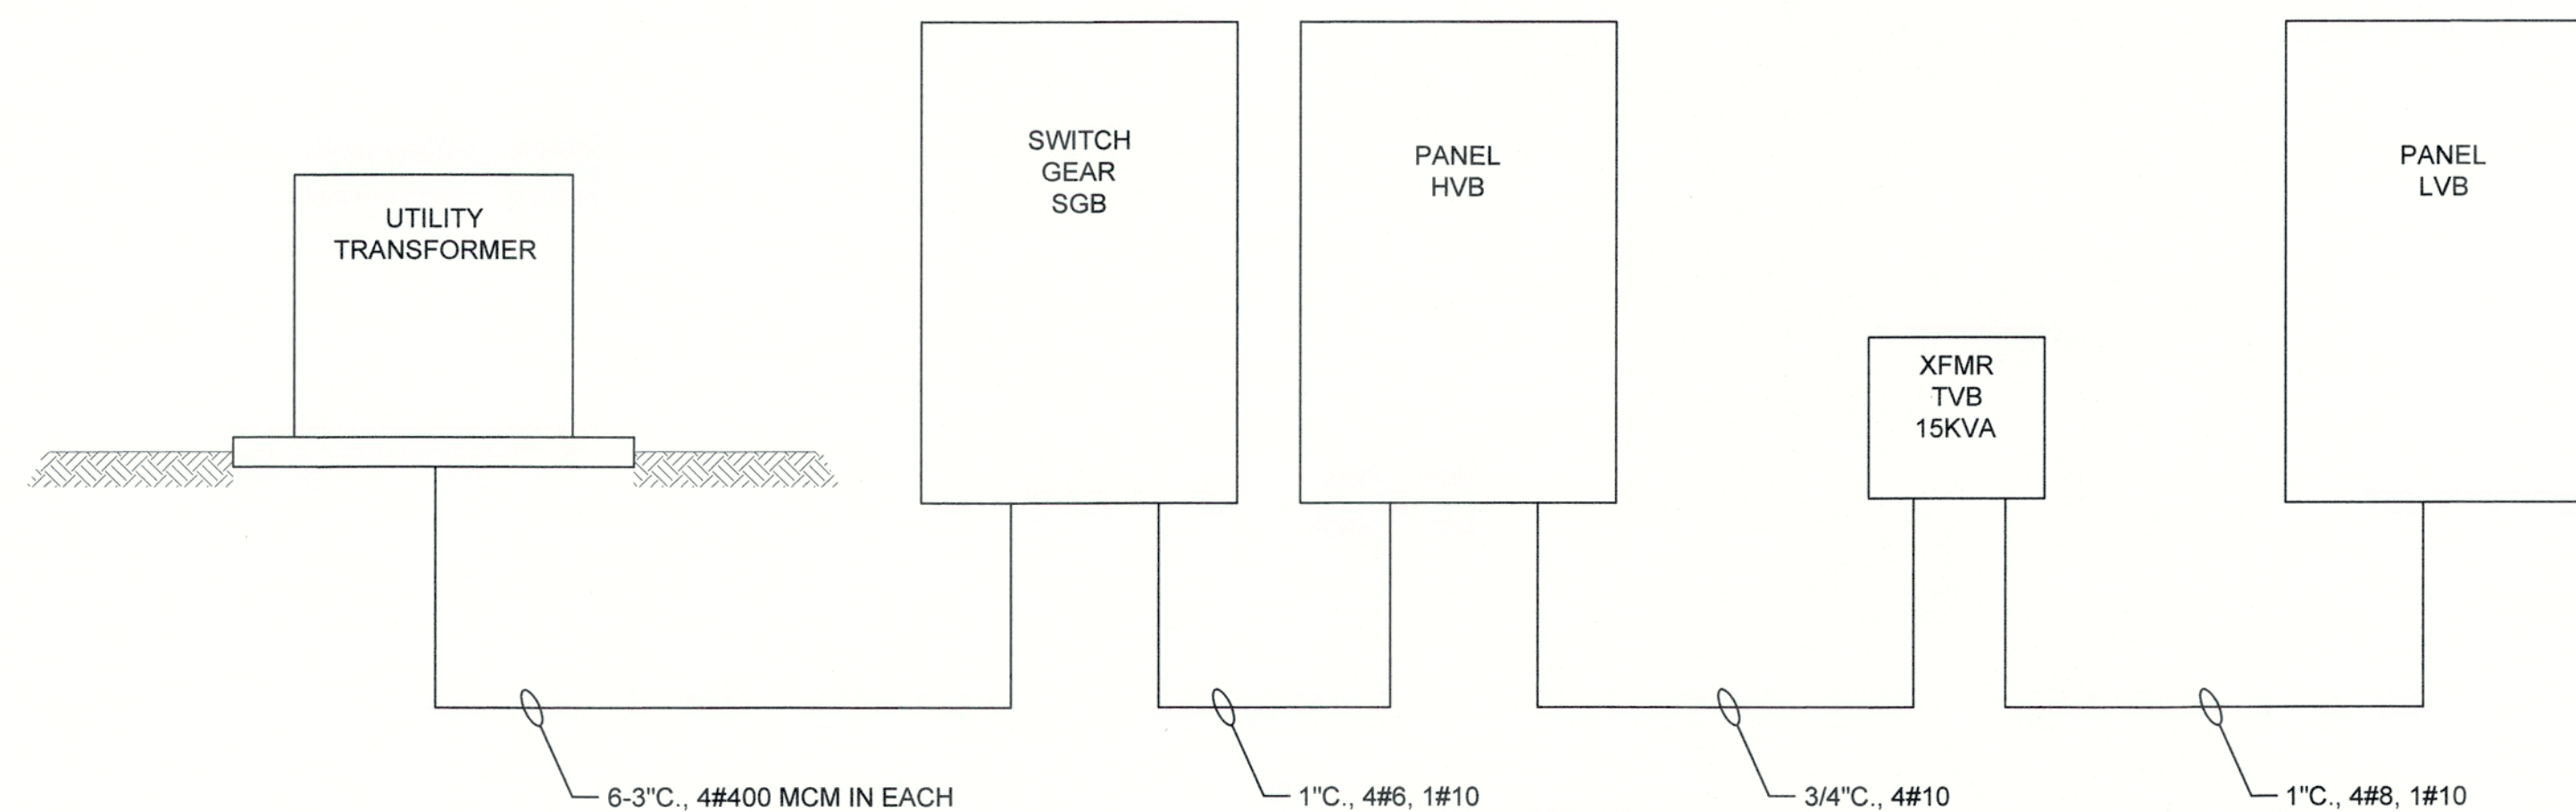 UTILITY
TRANSFORMER
SWITCH
GEAR
SGB
PANEL
HVB
XFMR
TVB
15KVA
PANEL
LVB
6-3"C., 4#400 MCM IN EACH
1"C., 4#6, 1#10
3/4"C., 4#10
1"C., 4#8, 1#10